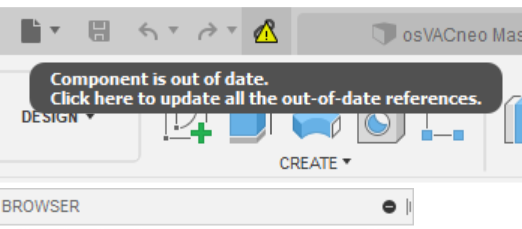 osVACneo Mas
Component is out of date.
Click here to update all the out-of-date references.
DESIGN
CREATE
BROWSER